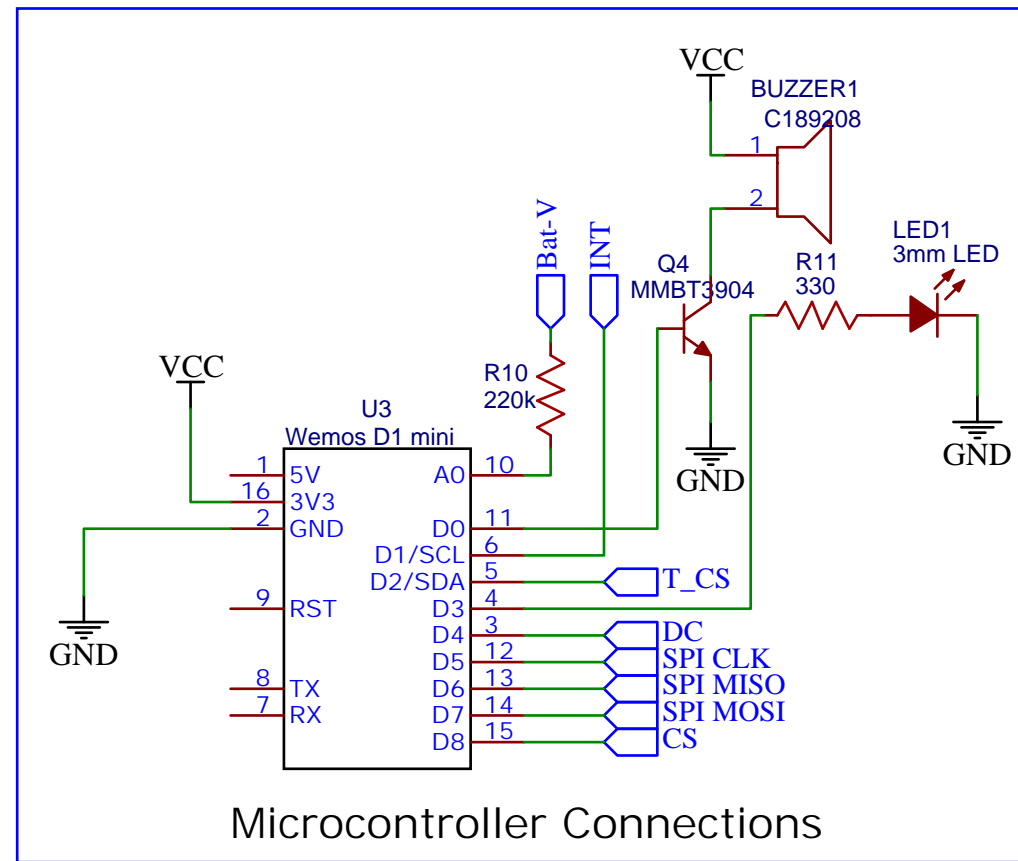 VCC
BUZZER1
C189208
1
2
Bat-V
INT
LED1
3mm LED
Q4
MMBT3904
R11
330
VCC
R10
220k
GND
GND
U3
Wemos D1 mini
1 5V A0 10
16 3V3
2 GND D0 11
D1/SCL 6
D2/SDA 5 T_CS
9 RST D3 4
GND
D4 3 DC
D5 12 SPI CLK
8 TX D6 13 SPI MISO
7 RX D7 14 SPI MOSI
D8 15 CS
Microcontroller Connections